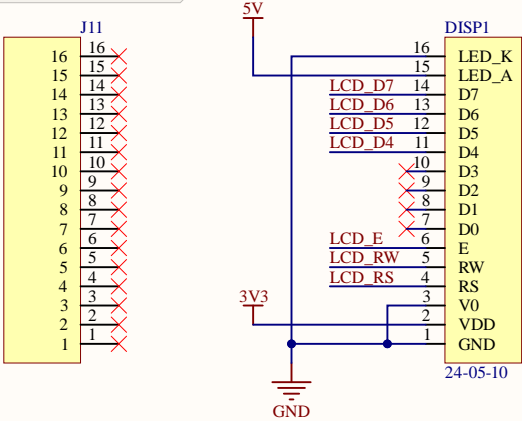 J11
16 16
15 15
14 14
13 13
12 12
11 11
10 10
9 9
8 8
7 7
6 6
5 5
4 4
3 3
2 2
1 1
5V
DISP1
16 LED_K
15 LED_A
LCD_D7 14 D7
LCD_D6 13 D6
LCD_D5 12 D5
LCD_D4 11 D4
10 D3
9 D2
8 D1
7 D0
LCD_E 6 E
LCD_RW 5 RW
LCD_RS 4 RS
3 V0
3V3 2 VDD
1 GND
24-05-10
GND